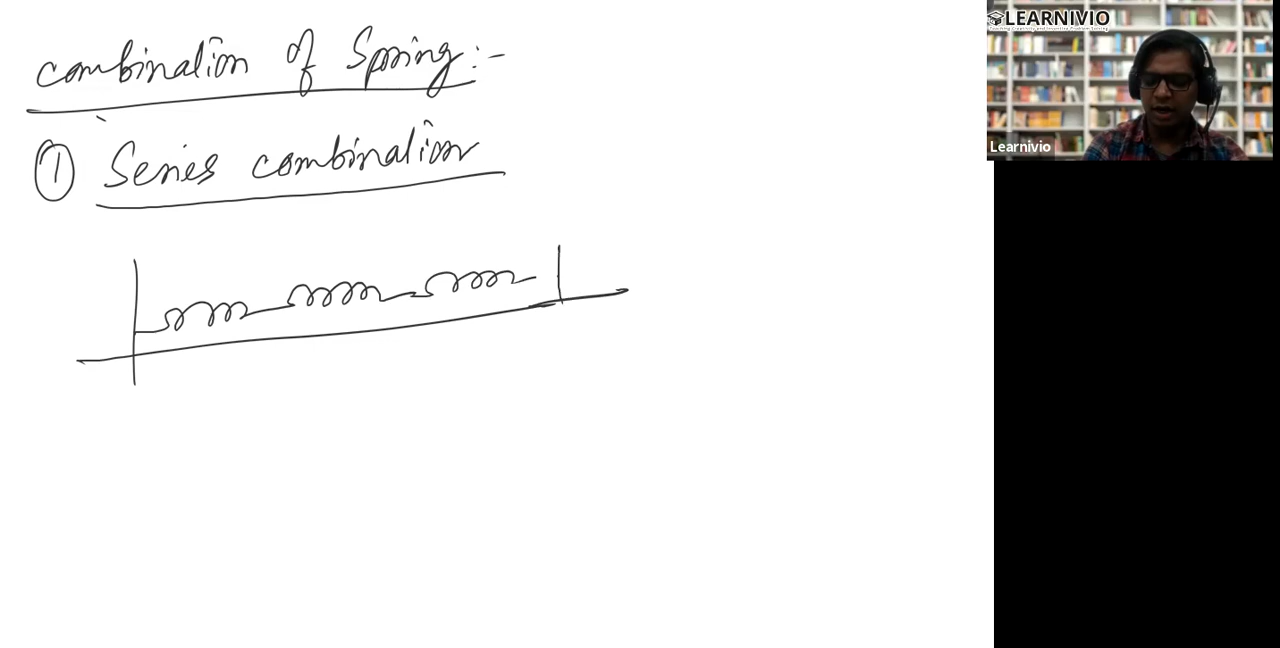 combination of Spring:-
① Series combination
LEARNIVIO
Learnivio